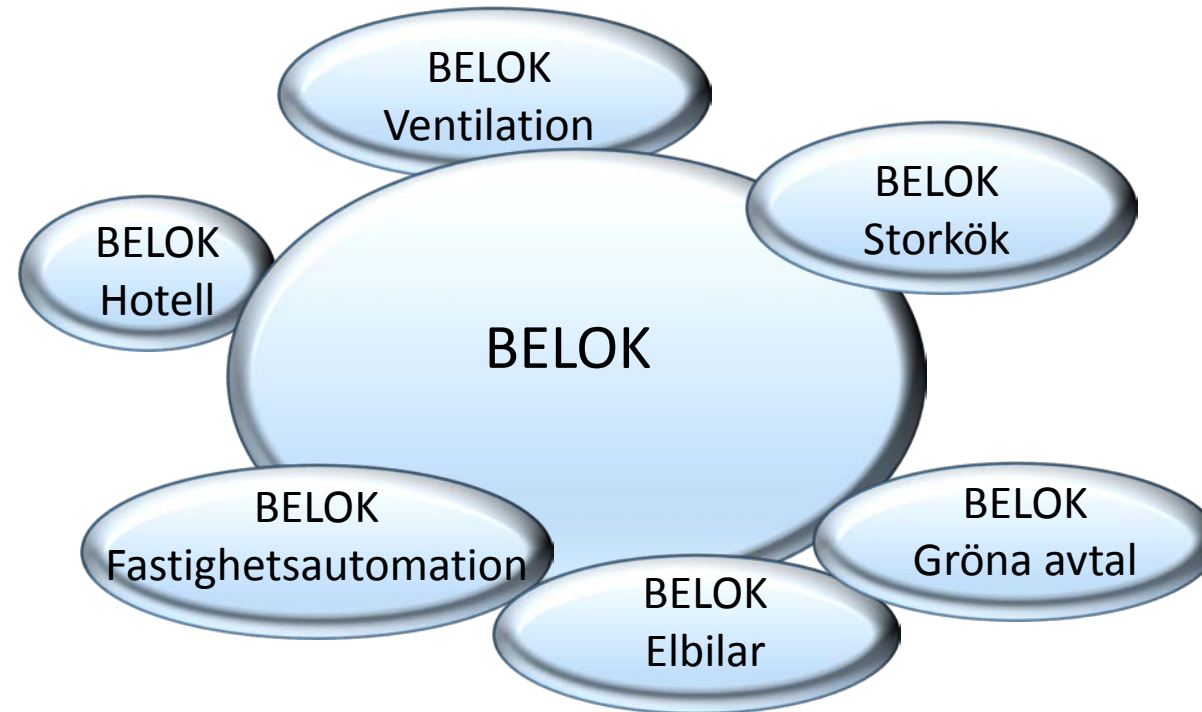 BELOK
Ventilation
BELOK
Storkök
BELOK
Hotell
BELOK
BELOK
Fastighetsautomation
BELOK
Gröna avtal
BELOK
Elbilar